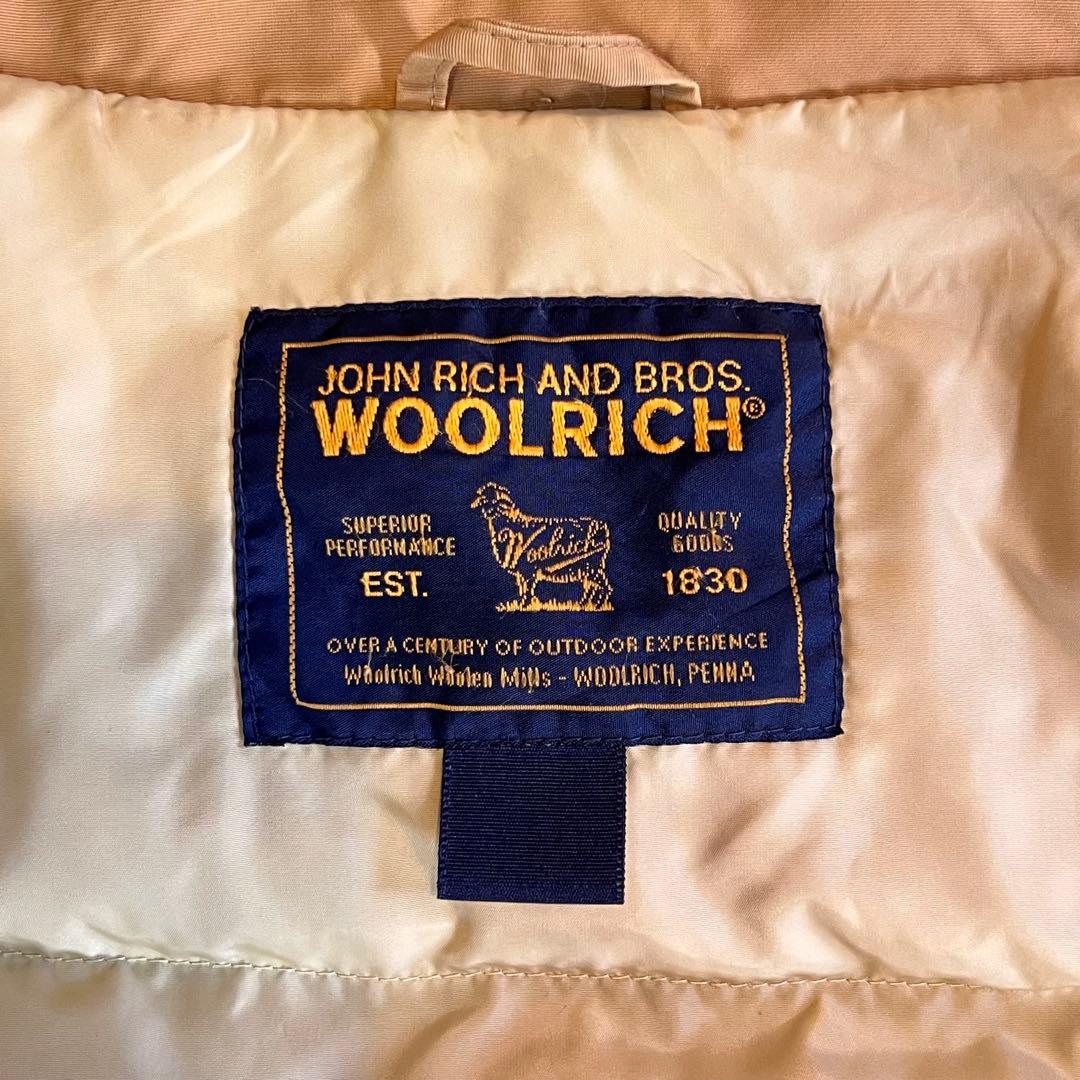 JOHN RICH AND BROS.
WOOLRICH®
SUPERIOR
PERFORMANCE
EST.
Woolrich
QUALITY
GOODS
1830
OVER A CENTURY OF OUTDOOR EXPERIENCE
Woolrich Woolen Mills - WOOLRICH, PENNA